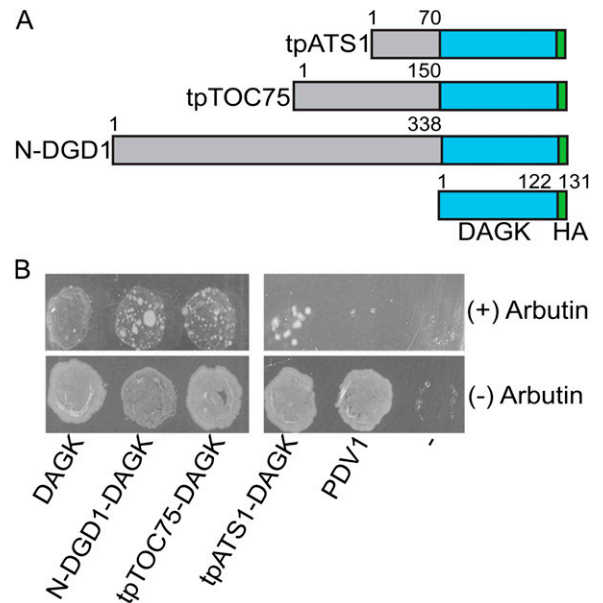 A
1 70
tpATS1
1 150
tpTOC75
1 338
N-DGD1
1 122 131
DAGK HA
B
(+) Arbutin
(-) Arbutin
DAGK
N-DGD1-DAGK
tpTOC75-DAGK
tpATS1-DAGK
PDV1
-